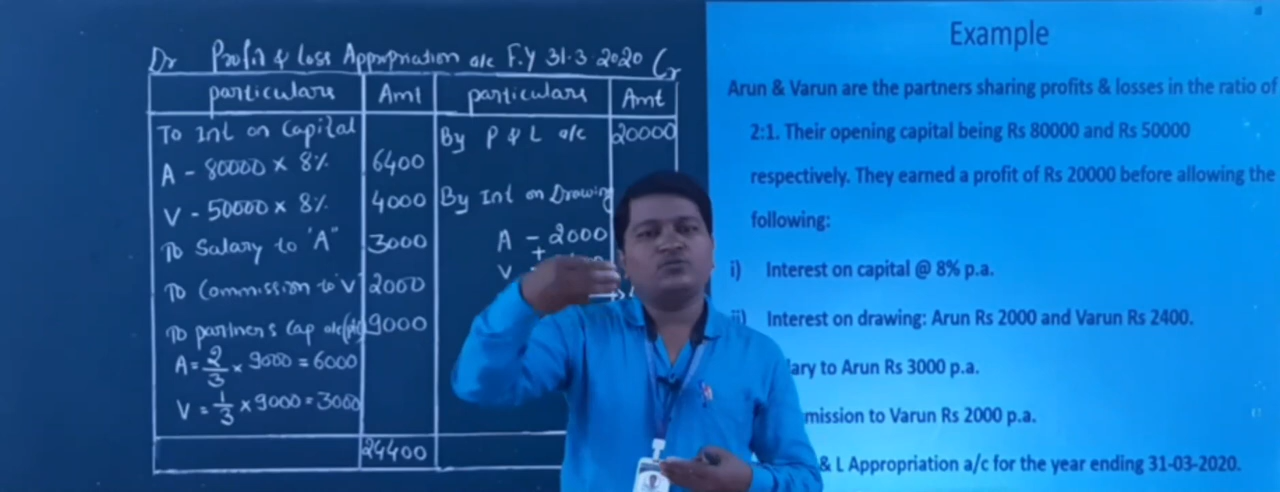 Dr Profit & Loss Appropriation a/c F.Y 31.3.2020 Cr
particulars Amt particulars Amt
To Int on Capital
A - 80000 x 8% 6400
V - 50000 x 8% 4000
To Salary to "A" 3000
To Commission to V 2000
To partners Cap a/c 9000
A = 2/3 x 9000 = 6000
V = 1/3 x 9000 = 3000
24400
By P & L a/c 20000
By Int on Drawing
A - 2000
+
V
Example
Arun & Varun are the partners sharing profits & losses in the ratio of
2:1. Their opening capital being Rs 80000 and Rs 50000
respectively. They earned a profit of Rs 20000 before allowing the
following:
i) Interest on capital @ 8% p.a.
ii) Interest on drawing: Arun Rs 2000 and Varun Rs 2400.
ary to Arun Rs 3000 p.a.
mission to Varun Rs 2000 p.a.
& L Appropriation a/c for the year ending 31-03-2020.